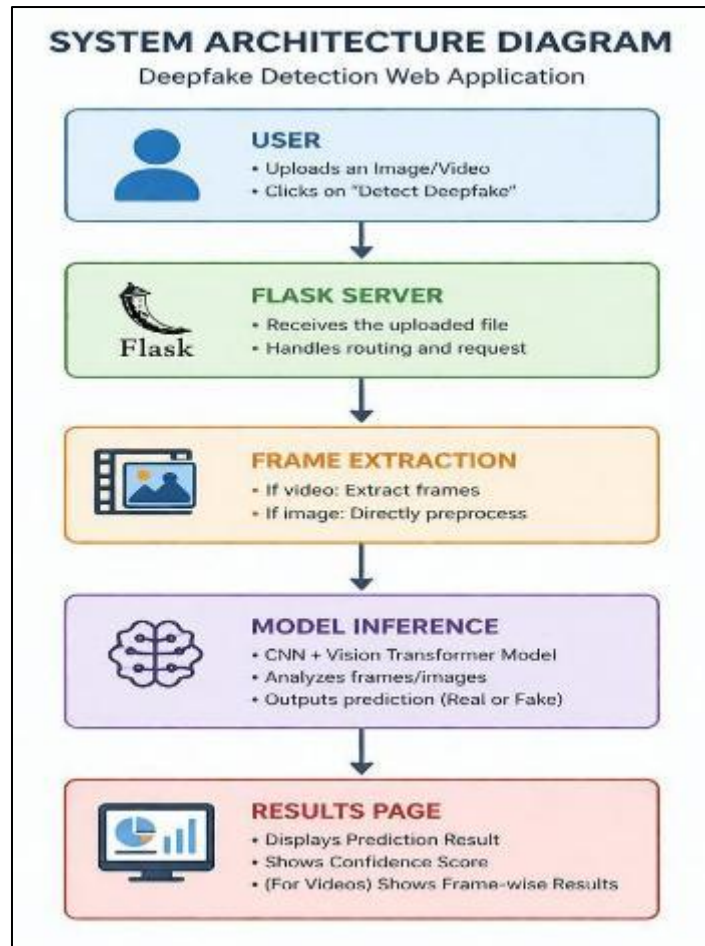 SYSTEM ARCHITECTURE DIAGRAM
Deepfake Detection Web Application
USER
• Uploads an Image/Video
• Clicks on "Detect Deepfake"
Flask
FLASK SERVER
• Receives the uploaded file
• Handles routing and request
FRAME EXTRACTION
• If video: Extract frames
• If image: Directly preprocess
MODEL INFERENCE
• CNN + Vision Transformer Model
• Analyzes frames/images
• Outputs prediction (Real or Fake)
RESULTS PAGE
• Displays Prediction Result
• Shows Confidence Score
• (For Videos) Shows Frame-wise Results